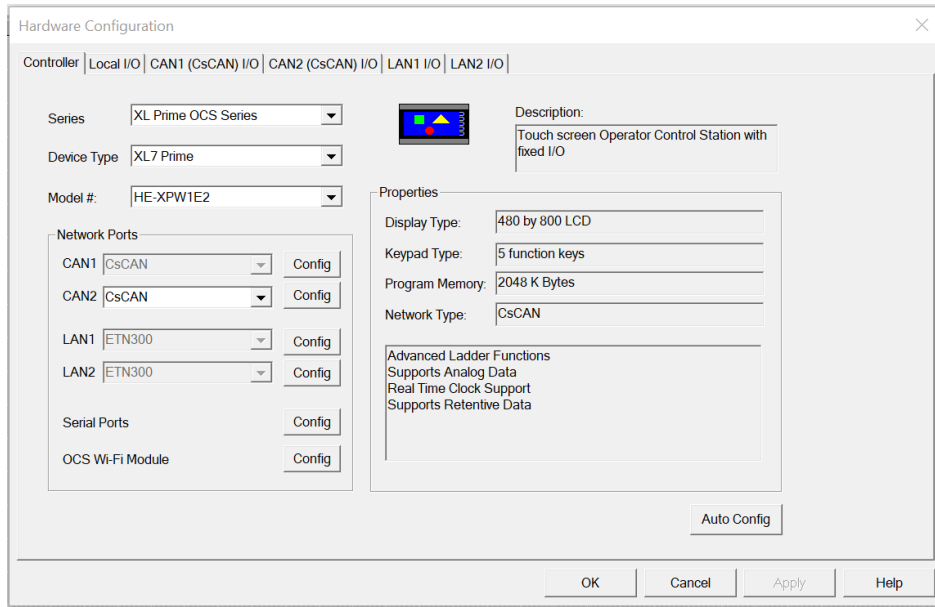 Hardware Configuration
Controller
Local I/O
CAN1 (CsCAN) I/O
CAN2 (CsCAN) I/O
LAN1 I/O
LAN2 I/O
Series
XL Prime OCS Series
Device Type
XL7 Prime
Model #:
HE-XPW1E2
Network Ports
CAN1
CsCAN
Config
CAN2
CsCAN
Config
LAN1
ETN300
Config
LAN2
ETN300
Config
Serial Ports
Config
OCS Wi-Fi Module
Config
Description:
Touch screen Operator Control Station with
fixed I/O
Properties
Display Type:
480 by 800 LCD
Keypad Type:
5 function keys
Program Memory:
2048 K Bytes
Network Type:
CsCAN
Advanced Ladder Functions
Supports Analog Data
Real Time Clock Support
Supports Retentive Data
Auto Config
OK
Cancel
Apply
Help